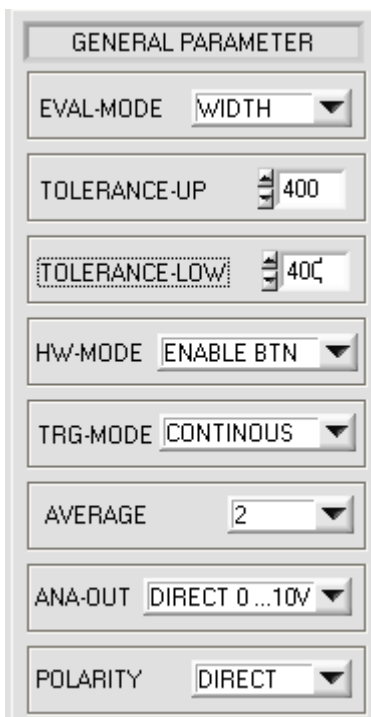 GENERAL PARAMETER
EVAL-MODE WIDTH
TOLERANCE-UP 400
TOLERANCE-LOW 400
HW-MODE ENABLE BTN
TRG-MODE CONTINOUS
AVERAGE 2
ANA-OUT DIRECT 0 ...10V
POLARITY DIRECT